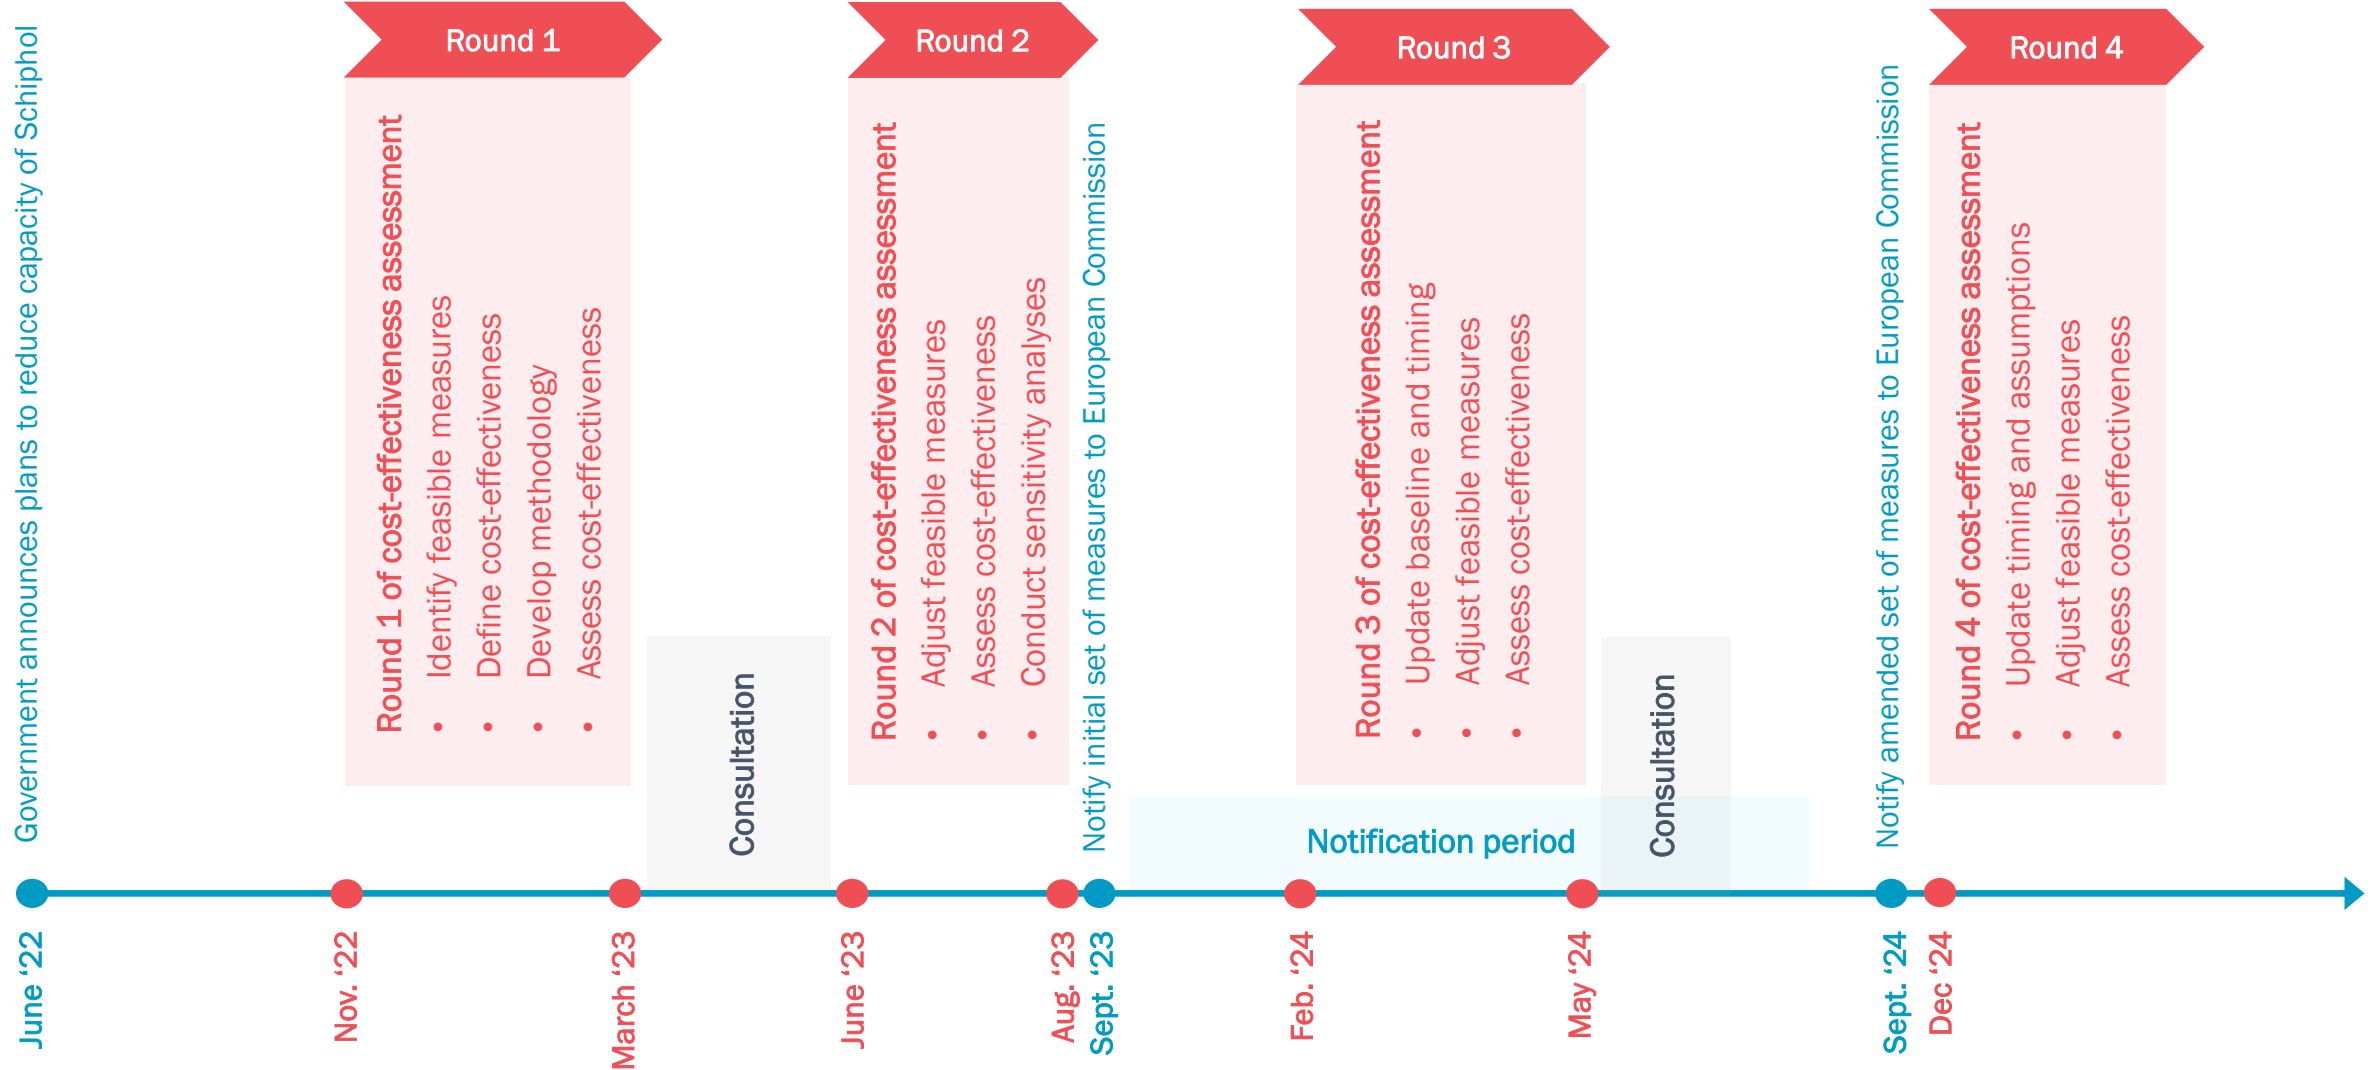 Government announces plans to reduce capacity of Schiphol
Round 1
Round 1 of cost-effectiveness assessment
• Identify feasible measures
• Define cost-effectiveness
• Develop methodology
• Assess cost-effectiveness
Consultation
Round 2
Round 2 of cost-effectiveness assessment
• Adjust feasible measures
• Assess cost-effectiveness
• Conduct sensitivity analyses
Notify initial set of measures to European Commission
Round 3
Round 3 of cost-effectiveness assessment
• Update baseline and timing
• Adjust feasible measures
• Assess cost-effectiveness
Notification period
Consultation
Notify amended set of measures to European Commission
Round 4
Round 4 of cost-effectiveness assessment
• Update timing and assumptions
• Adjust feasible measures
• Assess cost-effectiveness
June ‘22
Nov. ‘22
March ‘23
June ‘23
Aug. ‘23
Sept. ‘23
Feb. ‘24
May ‘24
Sept. ‘24
Dec ‘24